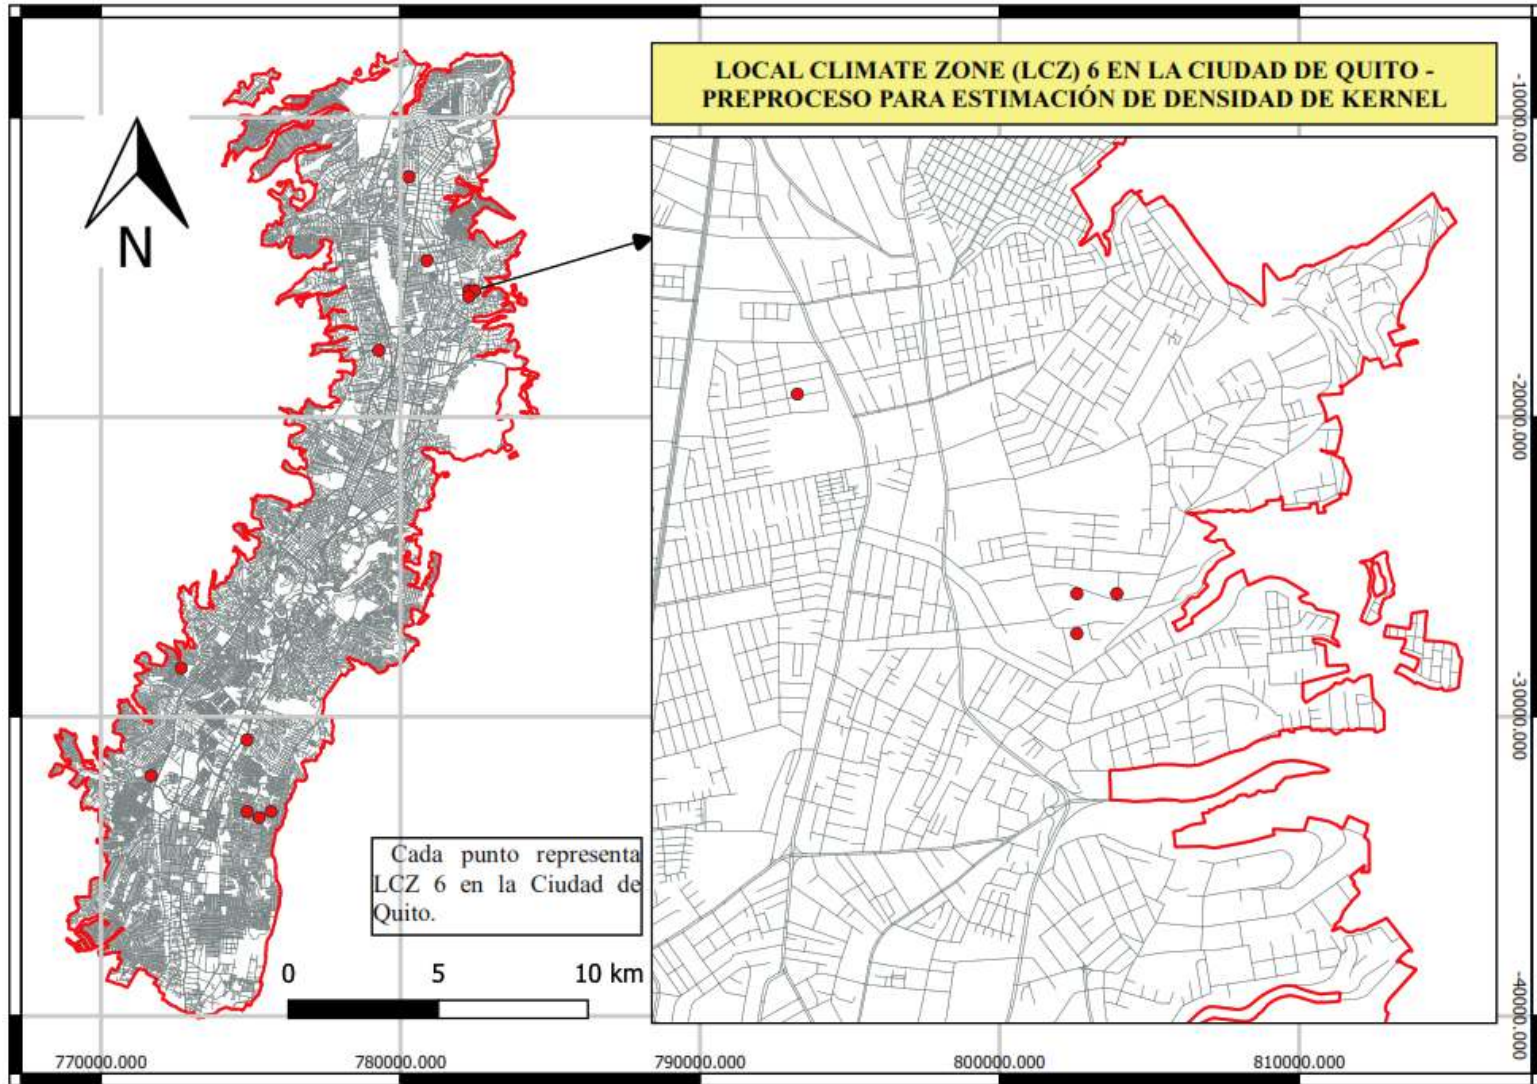 LOCAL CLIMATE ZONE (LCZ) 6 EN LA CIUDAD DE QUITO -
PREPROCESO PARA ESTIMACIÓN DE DENSIDAD DE KERNEL
N
Cada punto representa
LCZ 6 en la Ciudad de
Quito.
0 5 10 km
-10000.000
-20000.000
-30000.000
-40000.000
770000.000 780000.000 790000.000 800000.000 810000.000